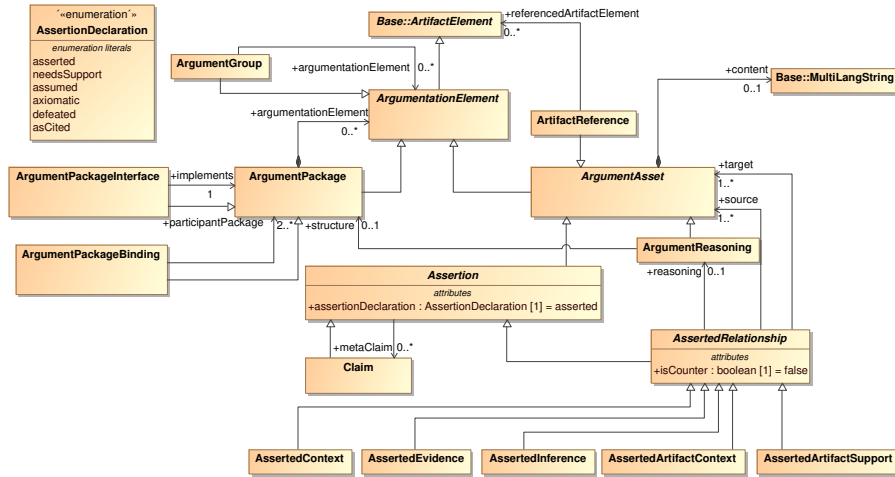 ´«enumeration»
AssertionDeclaration
enumeration literals
asserted
needsSupport
assumed
axiomatic
defeated
asCited
Base::ArtifactElement
+referencedArtifactElement
0..*
ArgumentGroup
+argumentationElement 0..*
+content
0..1
Base::MultiLangString
ArgumentationElement
+argumentationElement
0..*
ArtifactReference
ArgumentPackageInterface
+implements
1
ArgumentPackage
ArgumentAsset
+target
1..*
+source
1..*
+participantPackage
2..*
+structure 0..1
ArgumentPackageBinding
ArgumentReasoning
+reasoning 0..1
Assertion
attributes
+assertionDeclaration : AssertionDeclaration [1] = asserted
+metaClaim 0..*
Claim
AssertedRelationship
attributes
+isCounter : boolean [1] = false
AssertedContext
AssertedEvidence
AssertedInference
AssertedArtifactContext
AssertedArtifactSupport